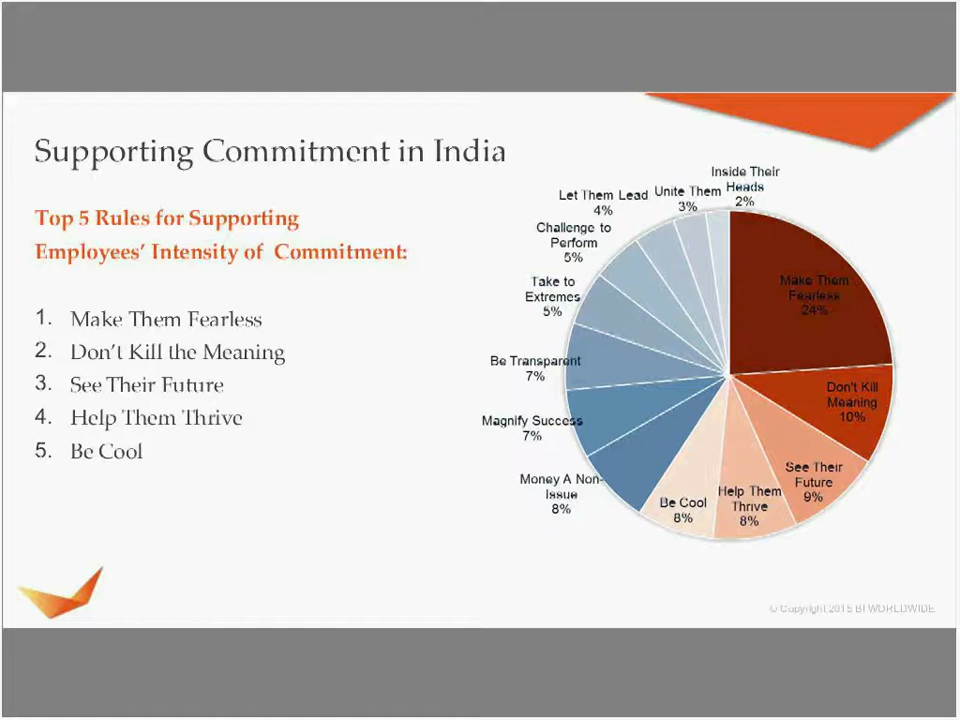 Supporting Commitment in India
Top 5 Rules for Supporting
Employees’ Intensity of Commitment:
1. Make Them Fearless
2. Don’t Kill the Meaning
3. See Their Future
4. Help Them Thrive
5. Be Cool
Inside Their
Heads
2%
Unite Them
3%
Let Them Lead
4%
Challenge to
Perform
5%
Take to
Extremes
5%
Be Transparent
7%
Magnify Success
7%
Money A Non-
Issue
8%
Be Cool
8%
Help Them
Thrive
8%
See Their
Future
9%
Don't Kill
Meaning
10%
Make Them
Fearless
24%
© Copyright 2015 BI WORLDWIDE